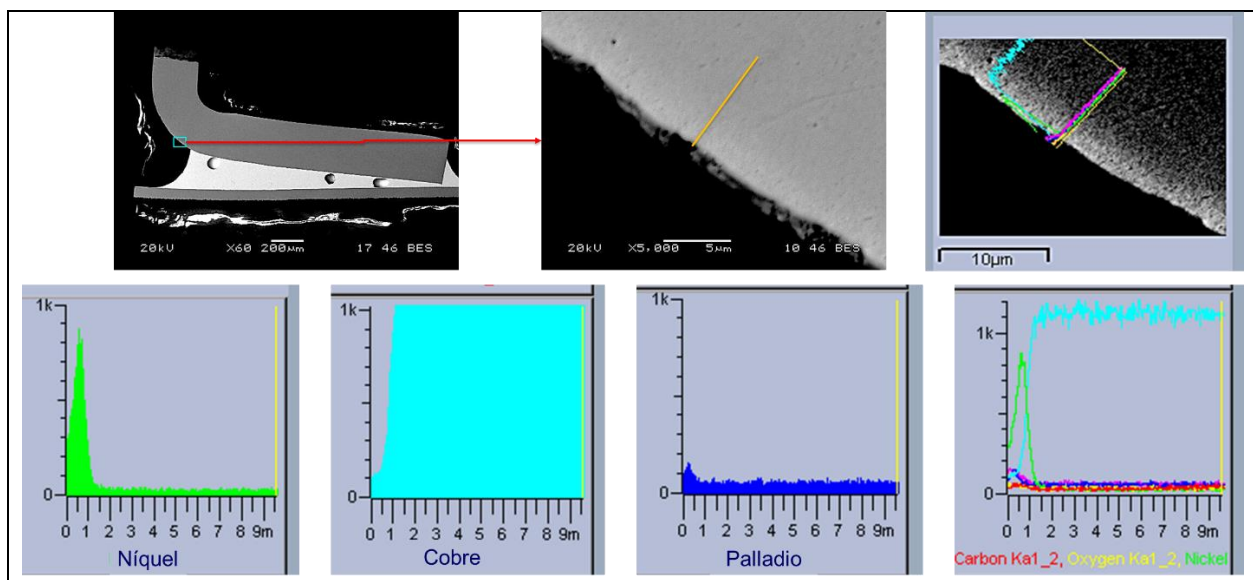 20kV X60 200µm 17 46 BES
20kV X5,000 5µm 10 46 BES
10µm
1k
0
0 1 2 3 4 5 6 7 8 9m
Níquel
1k
0
0 1 2 3 4 5 6 7 8 9m
Cobre
1k
0
0 1 2 3 4 5 6 7 8 9m
Palladio
1k
0
0 1 2 3 4 5 6 7 8 9m
Carbon Ka1_2, Oxygen Ka1_2, Nickel